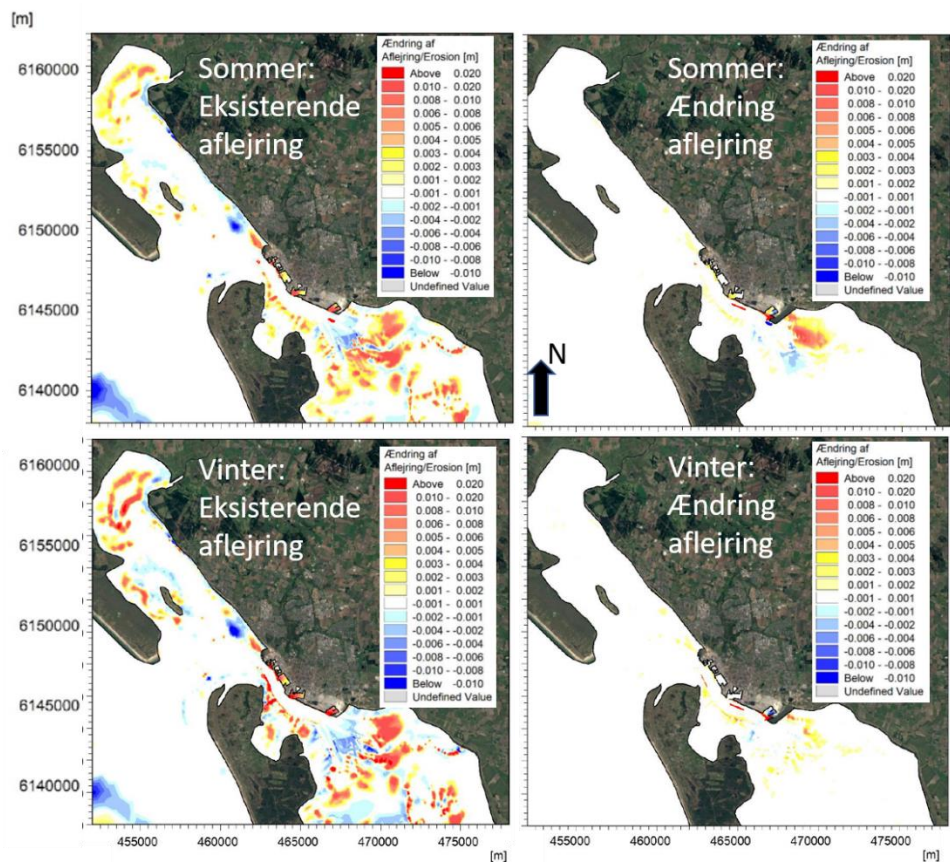 [m]
6160000
6155000
6150000
6145000
6140000
Sommer:
Eksisterende
aflejring
Ændring af
Aflejring/Erosion [m]
Above 0.020
0.010 - 0.020
0.008 - 0.010
0.006 - 0.008
0.005 - 0.006
0.004 - 0.005
0.003 - 0.004
0.002 - 0.003
0.001 - 0.002
-0.001 - 0.001
-0.002 - -0.001
-0.004 - -0.002
-0.006 - -0.004
-0.008 - -0.006
-0.010 - -0.008
Below -0.010
Undefined Value
Sommer:
Ændring
aflejring
Ændring af
Aflejring/Erosion [m]
Above 0.020
0.010 - 0.020
0.008 - 0.010
0.006 - 0.008
0.005 - 0.006
0.004 - 0.005
0.003 - 0.004
0.002 - 0.003
0.001 - 0.002
-0.001 - 0.001
-0.002 - -0.001
-0.004 - -0.002
-0.006 - -0.004
-0.008 - -0.006
-0.010 - -0.008
Below -0.010
Undefined Value
N
6160000
6155000
6150000
6145000
6140000
Vinter:
Eksisterende
aflejring
Ændring af
Aflejring/Erosion [m]
Above 0.020
0.010 - 0.020
0.008 - 0.010
0.006 - 0.008
0.005 - 0.006
0.004 - 0.005
0.003 - 0.004
0.002 - 0.003
0.001 - 0.002
-0.001 - 0.001
-0.002 - -0.001
-0.004 - -0.002
-0.006 - -0.004
-0.008 - -0.006
-0.010 - -0.008
Below -0.010
Undefined Value
Vinter:
Ændring
aflejring
Ændring af
Aflejring/Erosion [m]
Above 0.020
0.010 - 0.020
0.008 - 0.010
0.006 - 0.008
0.005 - 0.006
0.004 - 0.005
0.003 - 0.004
0.002 - 0.003
0.001 - 0.002
-0.001 - 0.001
-0.002 - -0.001
-0.004 - -0.002
-0.006 - -0.004
-0.008 - -0.006
-0.010 - -0.008
Below -0.010
Undefined Value
455000 460000 465000 470000 475000
[m]
455000 460000 465000 470000 475000
[m]